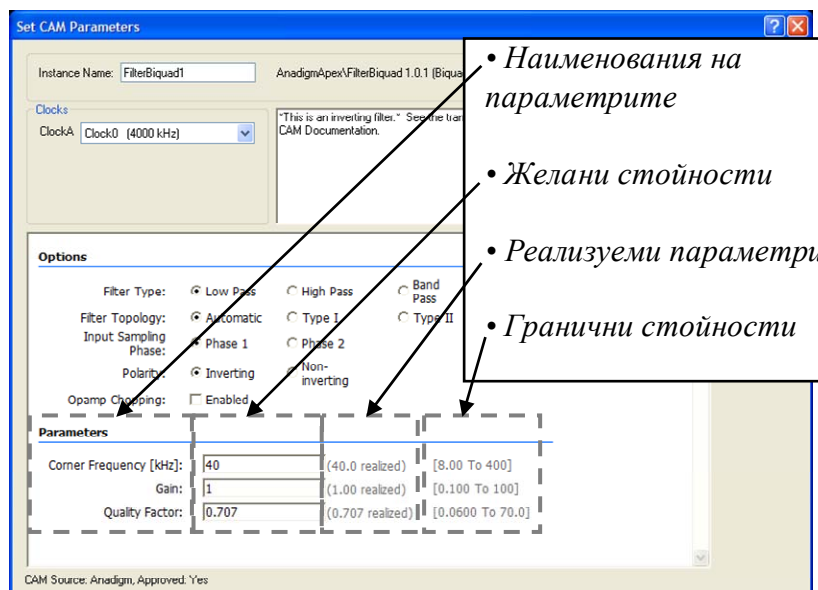 Set CAM Parameters
Instance Name: FilterBiquad1 AnadigmApex\FilterBiquad 1.0.1 (Biqua
• Наименования на
параметрите
Clocks
ClockA Clock0 (4000 kHz)
"This is an inverting filter." See the tran
CAM Documentation.
• Желани стойности
• Реализуеми параметри
• Гранични стойности
Options
Filter Type: Low Pass High Pass Band Pass
Filter Topology: Automatic Type I Type II
Input Sampling Phase: Phase 1 Phase 2
Polarity: Inverting Non-inverting
Opamp Chopping: Enabled
Parameters
Corner Frequency [kHz]: 40 (40.0 realized) [8.00 To 400]
Gain: 1 (1.00 realized) [0.100 To 100]
Quality Factor: 0.707 (0.707 realized) [0.0600 To 70.0]
CAM Source: Anadigm, Approved: Yes